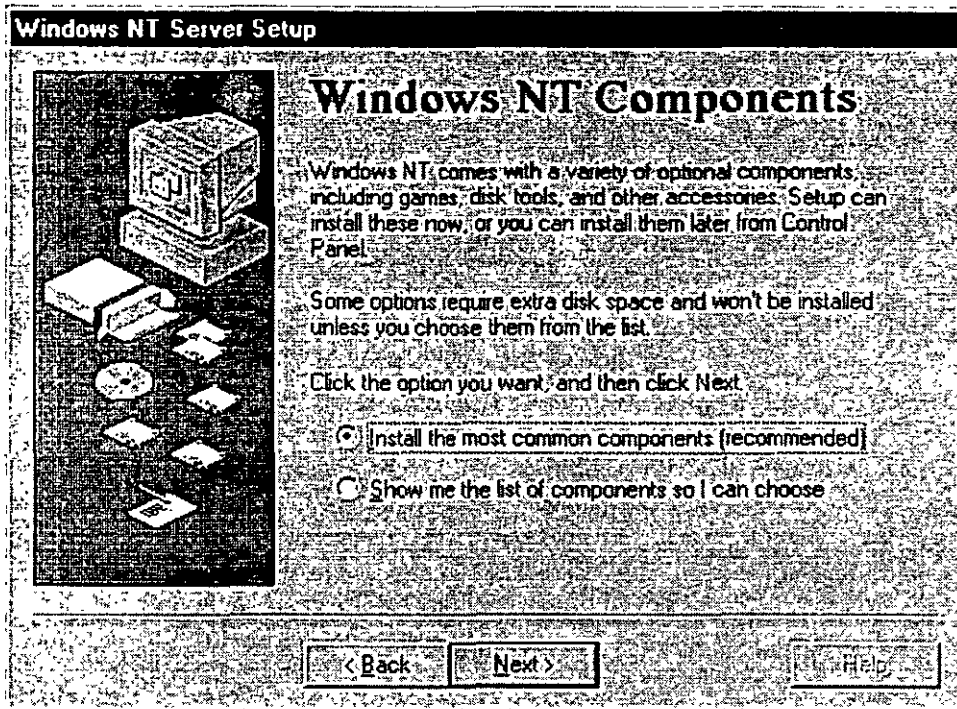 Windows NT Server Setup
Windows NT Components
Windows NT comes with a variety of optional components,
including games, disk tools, and other accessories. Setup can
install these now, or you can install them later from Control
Panel.
Some options require extra disk space and won't be installed
unless you choose them from the list.
Click the option you want, and then click Next.
Install the most common components (recommended)
Show me the list of components so I can choose
< Back
Next >
Help